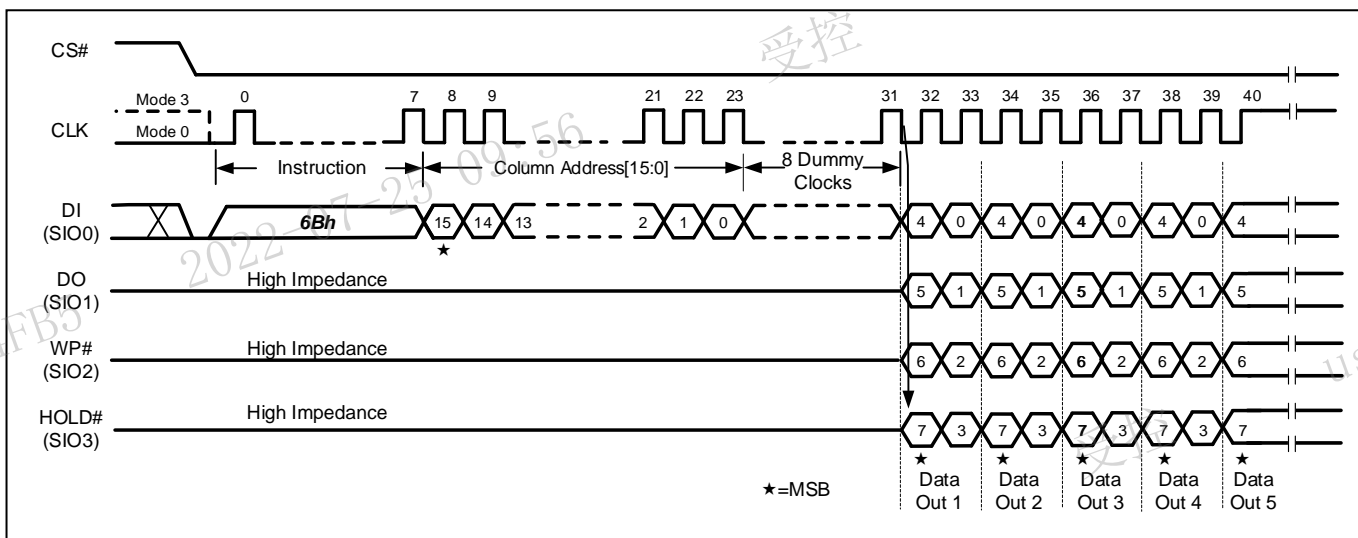 CS#
Mode 3 0 7 8 9 21 22 23 31 32 33 34 35 36 37 38 39 40
CLK
Mode 0
Instruction Column Address[15:0] 8 Dummy
Clocks
DI
(SIO0)
6Bh 15 14 13 2 1 0 4 0 4 0 4 0 4 0 4
★
DO
(SIO1)
High Impedance 5 1 5 1 5 1 5 1 5
WP#
(SIO2)
High Impedance 6 2 6 2 6 2 6 2 6
HOLD#
(SIO3)
High Impedance 7 3 7 3 7 3 7 3 7
★ ★ ★ ★ ★
★=MSB
Data
Out 1
Data
Out 2
Data
Out 3
Data
Out 4
Data
Out 5
受控
2022-07-25 09:56
受控